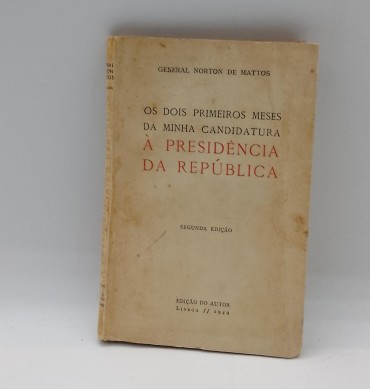 GENERAL NORTON DE MATTOS
OS DOIS PRIMEIROS MESES
DA MINHA CANDIDATURA
À PRESIDÊNCIA
DA REPÚBLICA
SEGUNDA EDIÇÃO
EDIÇÃO DO AUTOR
LISBOA // 1949